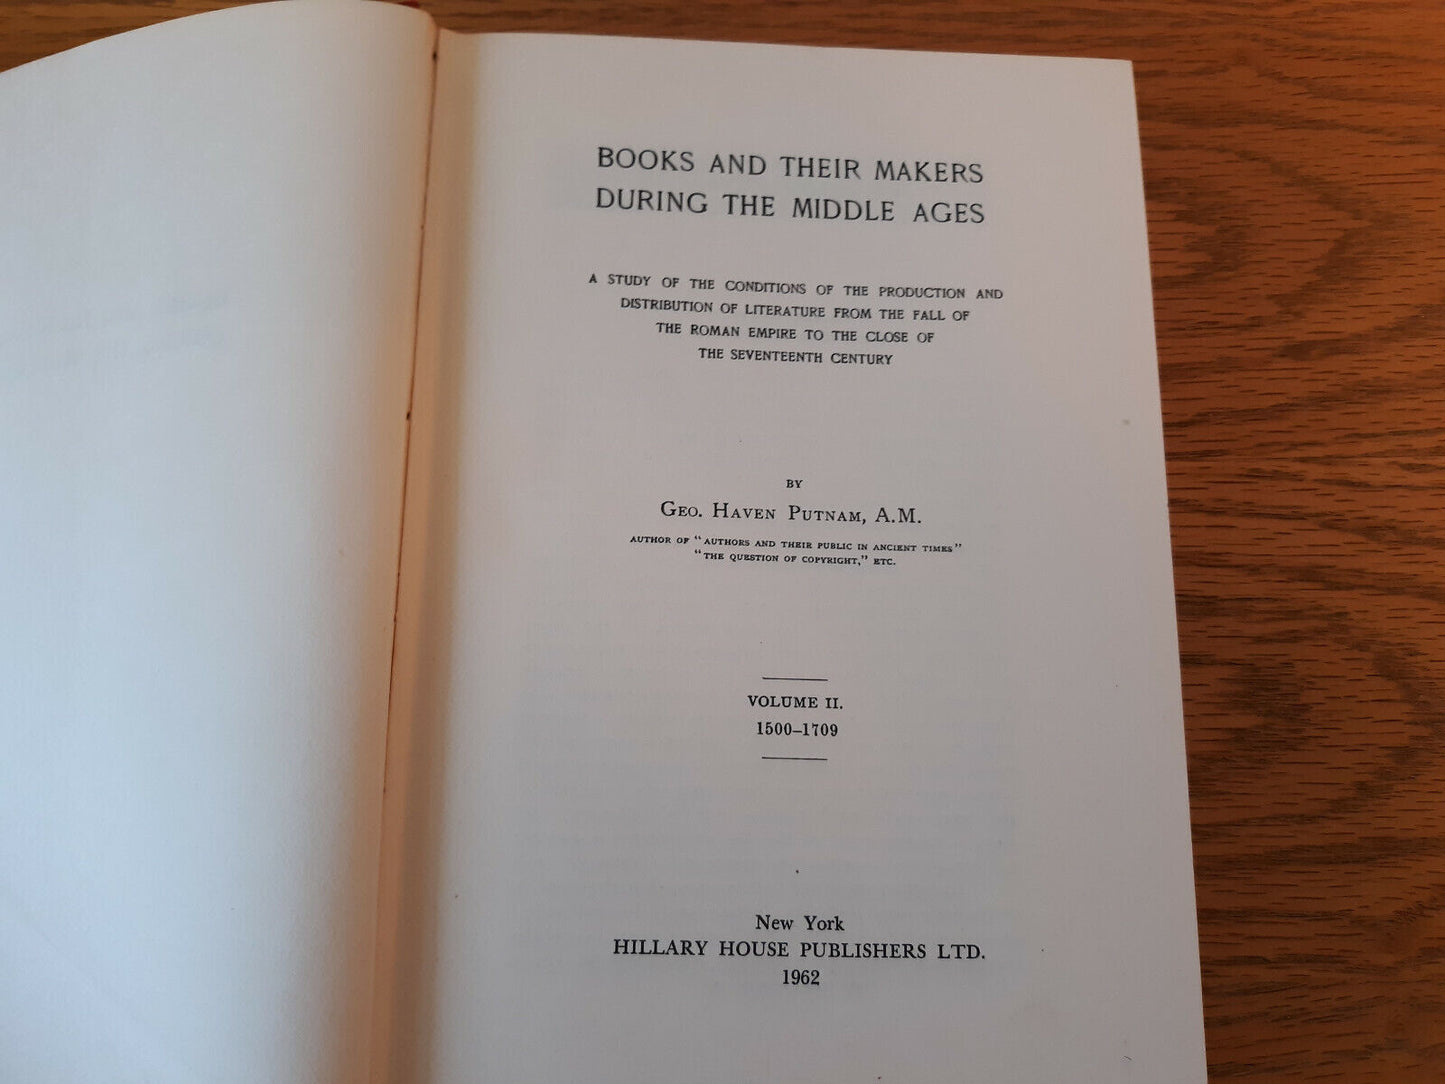 BOOKS AND THEIR MAKERS
DURING THE MIDDLE AGES
A STUDY OF THE CONDITIONS OF THE PRODUCTION AND
DISTRIBUTION OF LITERATURE FROM THE FALL OF
THE ROMAN EMPIRE TO THE CLOSE OF
THE SEVENTEENTH CENTURY
BY
GEO. HAVEN PUTNAM, A.M.
AUTHOR OF "AUTHORS AND THEIR PUBLIC IN ANCIENT TIMES"
"THE QUESTION OF COPYRIGHT," ETC.
VOLUME II.
1500–1709
New York
HILLARY HOUSE PUBLISHERS LTD.
1962